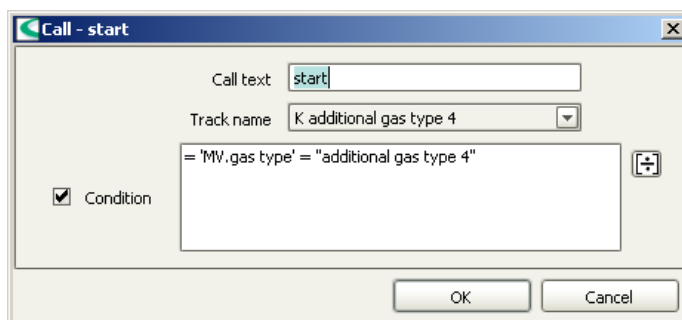 Call - start
Call text start
Track name K additional gas type 4
Condition
= 'MV.gas type' = "additional gas type 4"
[÷]
OK Cancel